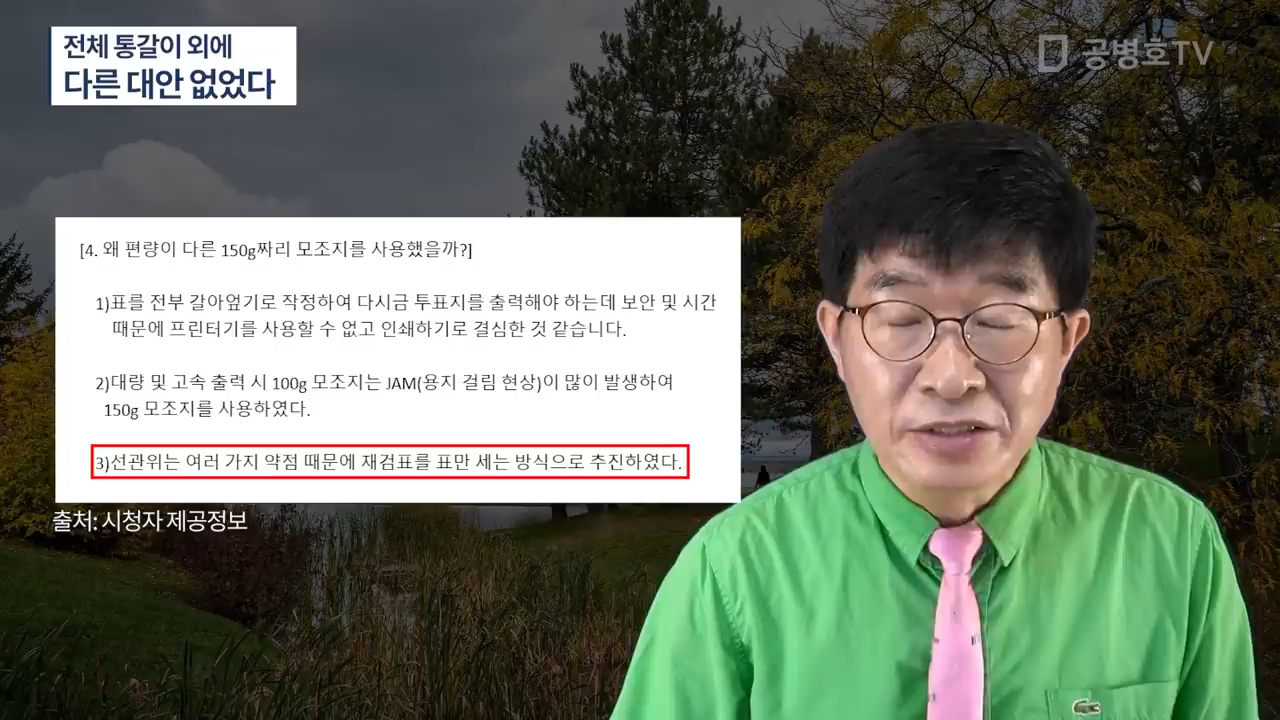 전체 통갈이 외에
다른 대안 없었다
공병호TV
[4. 왜 편량이 다른 150g짜리 모조지를 사용했을까?]
1)표를 전부 갈아엎기로 작정하여 다시금 투표지를 출력해야 하는데 보안 및 시간
때문에 프린터기를 사용할 수 없고 인쇄하기로 결심한 것 같습니다.
2)대량 및 고속 출력 시 100g 모조지는 JAM(용지 걸림 현상)이 많이 발생하여
150g 모조지를 사용하였다.
3)선관위는 여러 가지 약점 때문에 재검표를 표만 세는 방식으로 추진하였다.
출처: 시청자 제공정보